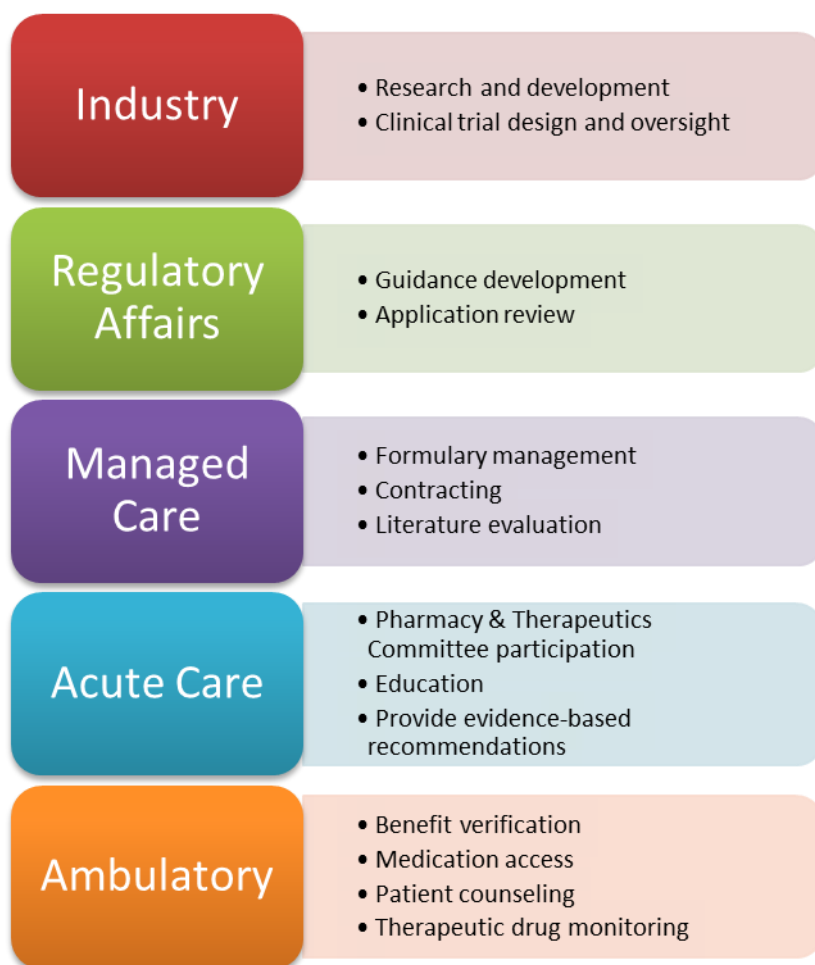 Industry
• Research and development
• Clinical trial design and oversight
Regulatory
Affairs
• Guidance development
• Application review
Managed
Care
• Formulary management
• Contracting
• Literature evaluation
Acute Care
• Pharmacy & Therapeutics
Committee participation
• Education
• Provide evidence-based
recommendations
Ambulatory
• Benefit verification
• Medication access
• Patient counseling
• Therapeutic drug monitoring